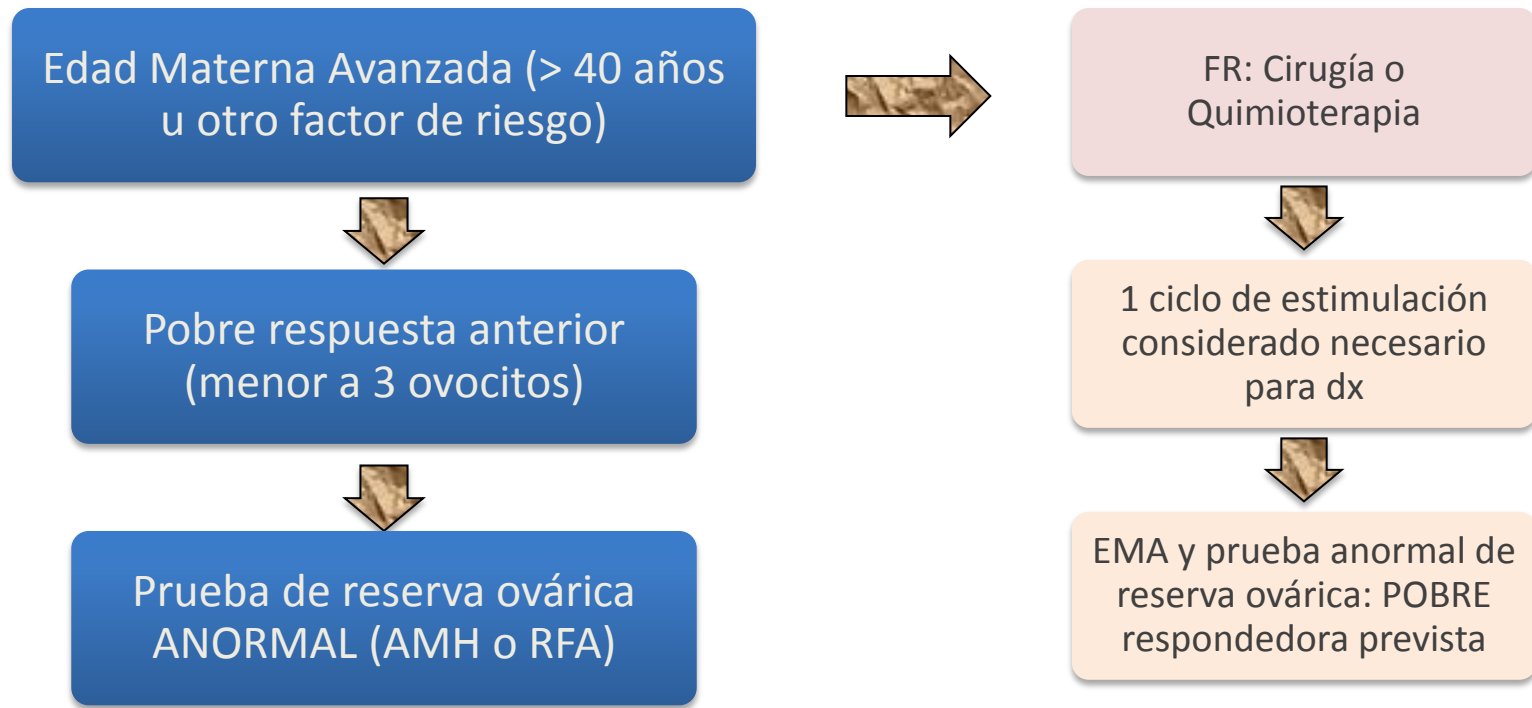 Edad Materna Avanzada (> 40 años
u otro factor de riesgo)
Pobre respuesta anterior
(menor a 3 ovocitos)
Prueba de reserva ovárica
ANORMAL (AMH o RFA)
FR: Cirugía o
Quimioterapia
1 ciclo de estimulación
considerado necesario
para dx
EMA y prueba anormal de
reserva ovárica: POBRE
respondedora prevista